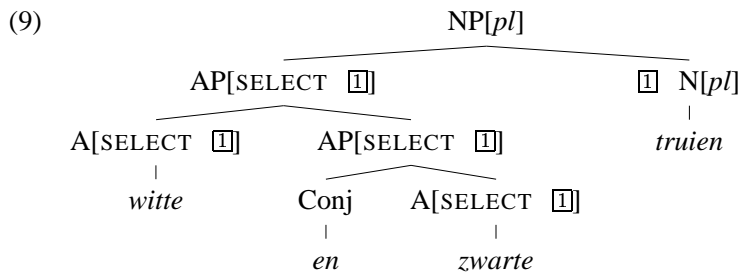 (9) NP[pl]
AP[SELECT 1] 1 N[pl]
A[SELECT 1] AP[SELECT 1] truien
witte Conj A[SELECT 1]
en zwarte